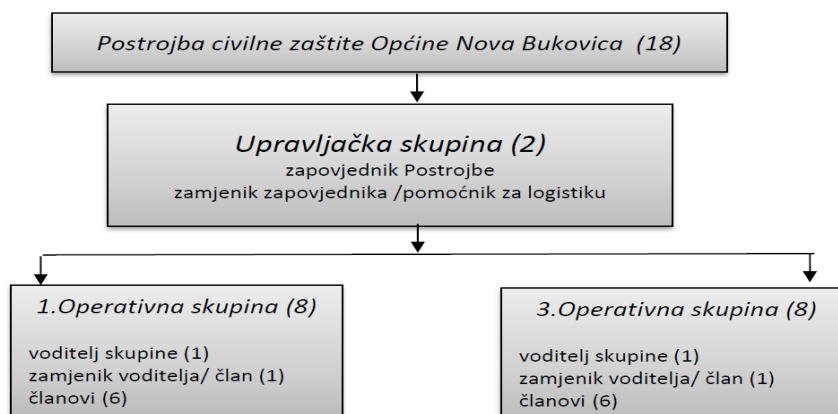 Postrojba civilne zaštite Općine Nova Bukovica (18)
Upravljačka skupina (2)
zapovjednik Postrojbe
zamjenik zapovjednika /pomoćnik za logistiku
1.Operativna skupina (8)
voditelj skupine (1)
zamjenik voditelja/ član (1)
članovi (6)
3.Operativna skupina (8)
voditelj skupine (1)
zamjenik voditelja/ član (1)
članovi (6)